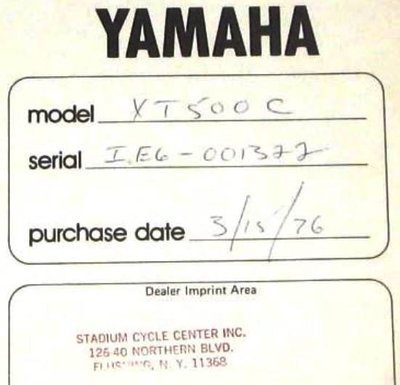 YAMAHA
model XT500C
serial I.E6-001372
purchase date 3/15/76
Dealer Imprint Area
STADIUM CYCLE CENTER INC.
126-40 NORTHERN BLVD.
FLUSHING, N. Y. 11368